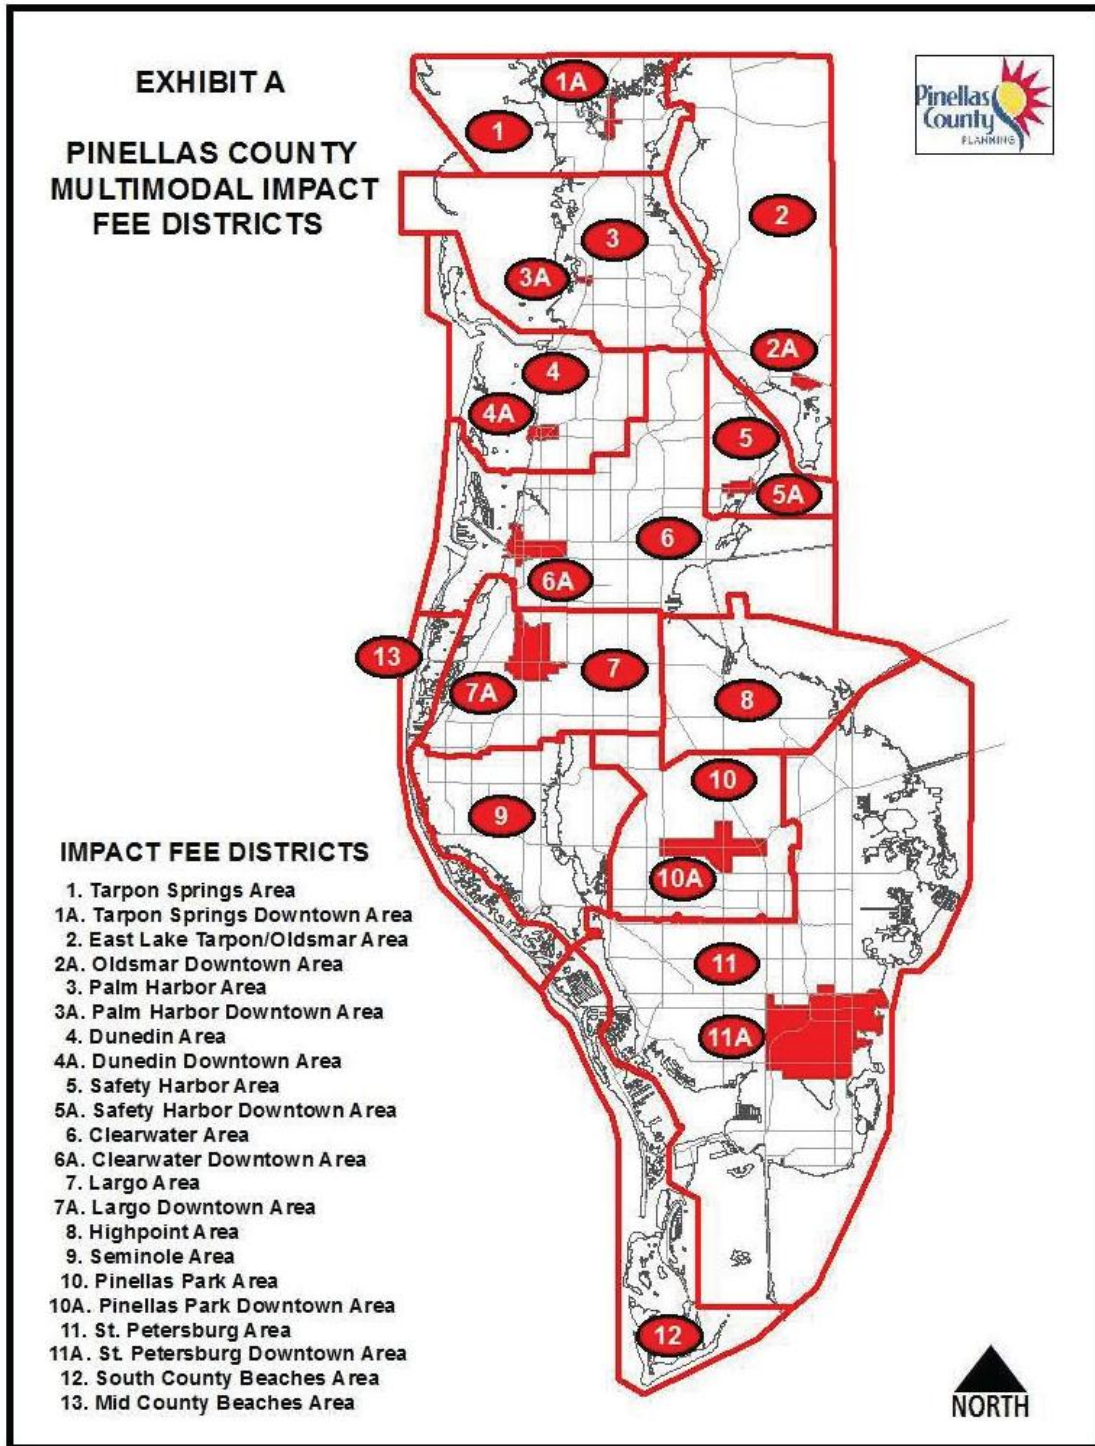 EXHIBIT A
PINELLAS COUNTY
MULTIMODAL IMPACT
FEE DISTRICTS
Pinellas
County
PLANNING
1A
1
2
3
3A
2A
4
4A
5
5A
6
6A
13
7
7A
8
10
9
10A
11
11A
12
IMPACT FEE DISTRICTS
1. Tarpon Springs Area
1A. Tarpon Springs Downtown Area
2. East Lake Tarpon/Oldsmar Area
2A. Oldsmar Downtown Area
3. Palm Harbor Area
3A. Palm Harbor Downtown Area
4. Dunedin Area
4A. Dunedin Downtown Area
5. Safety Harbor Area
5A. Safety Harbor Downtown Area
6. Clearwater Area
6A. Clearwater Downtown Area
7. Largo Area
7A. Largo Downtown Area
8. Highpoint Area
9. Seminole Area
10. Pinellas Park Area
10A. Pinellas Park Downtown Area
11. St. Petersburg Area
11A. St. Petersburg Downtown Area
12. South County Beaches Area
13. Mid County Beaches Area
NORTH